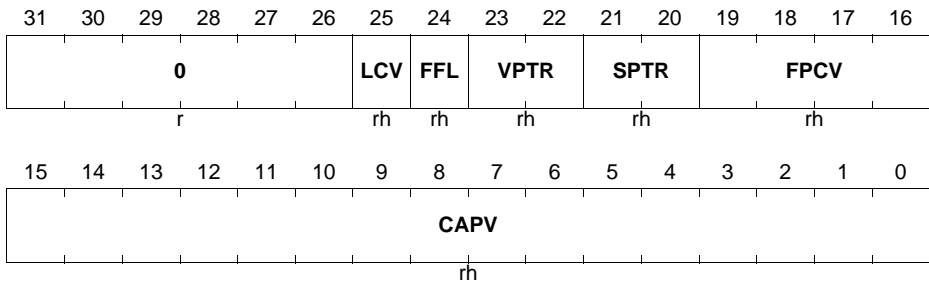 31 30 29 28 27 26 25 24 23 22 21 20 19 18 17 16
0 LCV FFL VPTR SPTR FPCV
r rh rh rh rh rh
15 14 13 12 11 10 9 8 7 6 5 4 3 2 1 0
CAPV
rh